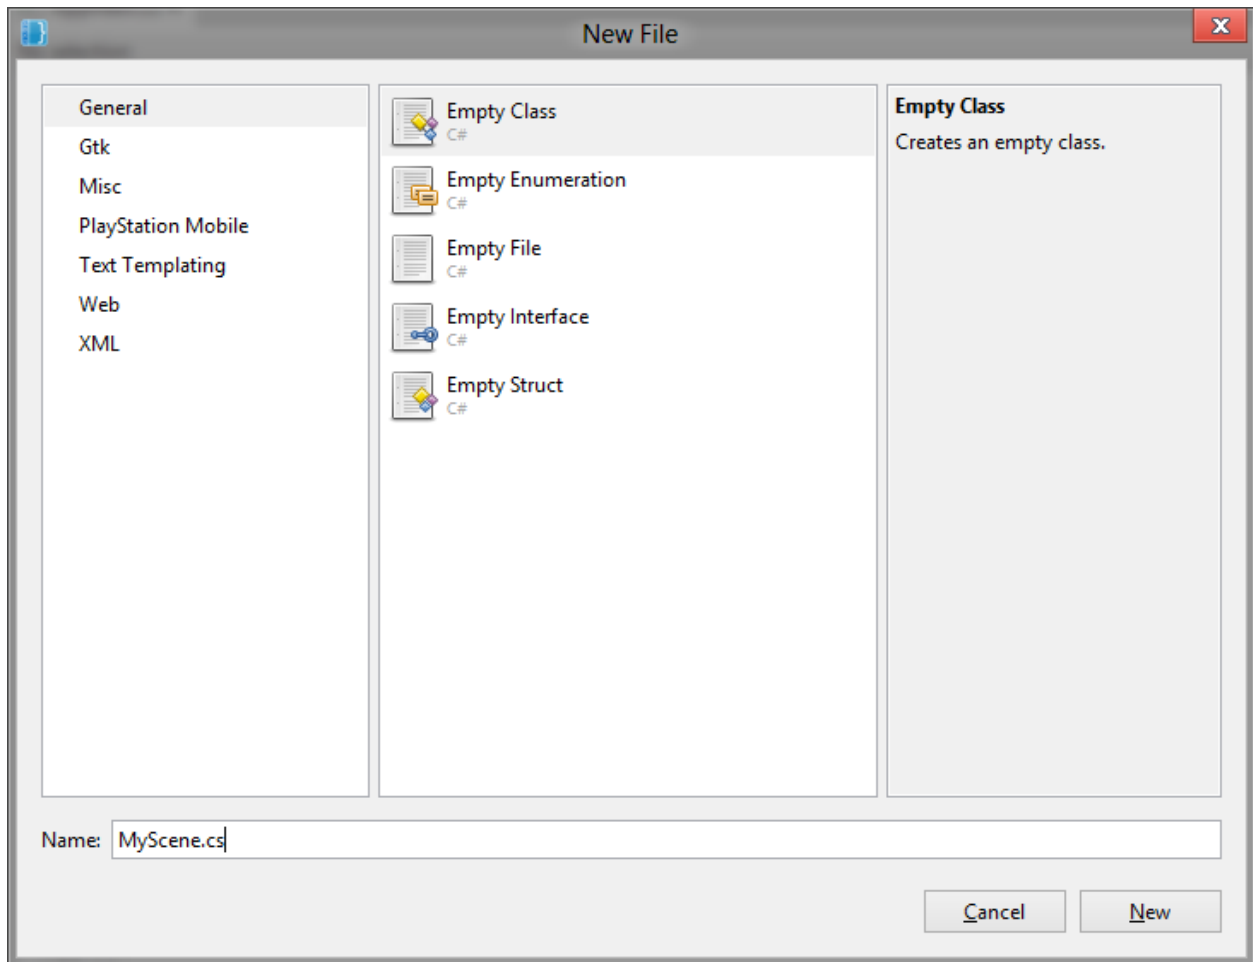 New File
x
General
Gtk
Misc
PlayStation Mobile
Text Templating
Web
XML
Empty Class
C#
Empty Enumeration
C#
Empty File
C#
Empty Interface
C#
Empty Struct
C#
Empty Class
Creates an empty class.
Name: MyScene.cs
Cancel New